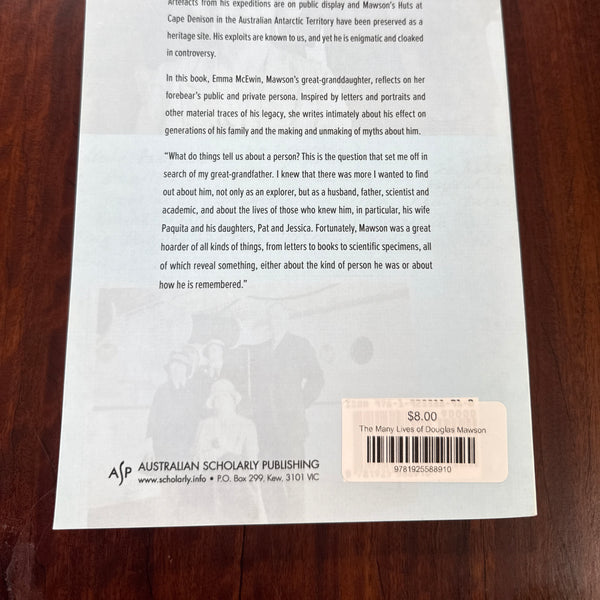 Artefacts from his expeditions are on public display and Mawson's Huts at
Cape Denison in the Australian Antarctic Territory have been preserved as a
heritage site. His exploits are known to us, and yet he is enigmatic and cloaked
in controversy.
In this book, Emma McEwin, Mawson's great-granddaughter, reflects on her
forebear's public and private persona. Inspired by letters and portraits and
other material traces of his legacy, she writes intimately about his effect on
generations of his family and the making and unmaking of myths about him.
“What do things tell us about a person? This is the question that set me off in
search of my great-grandfather. I knew that there was more I wanted to find
out about him, not only as an explorer, but as a husband, father, scientist and
academic, and about the lives of those who knew him, in particular, his wife
Paquita and his daughters, Pat and Jessica. Fortunately, Mawson was a great
hoarder of all kinds of things, from letters to books to scientific specimens, all
of which reveal something, either about the kind of person he was or about
how he is remembered.”
$8.00
The Many Lives of Douglas Mawson
9781925588910
ASP AUSTRALIAN SCHOLARLY PUBLISHING
www.scholarly.info • P.O. Box 299, Kew, 3101 VIC